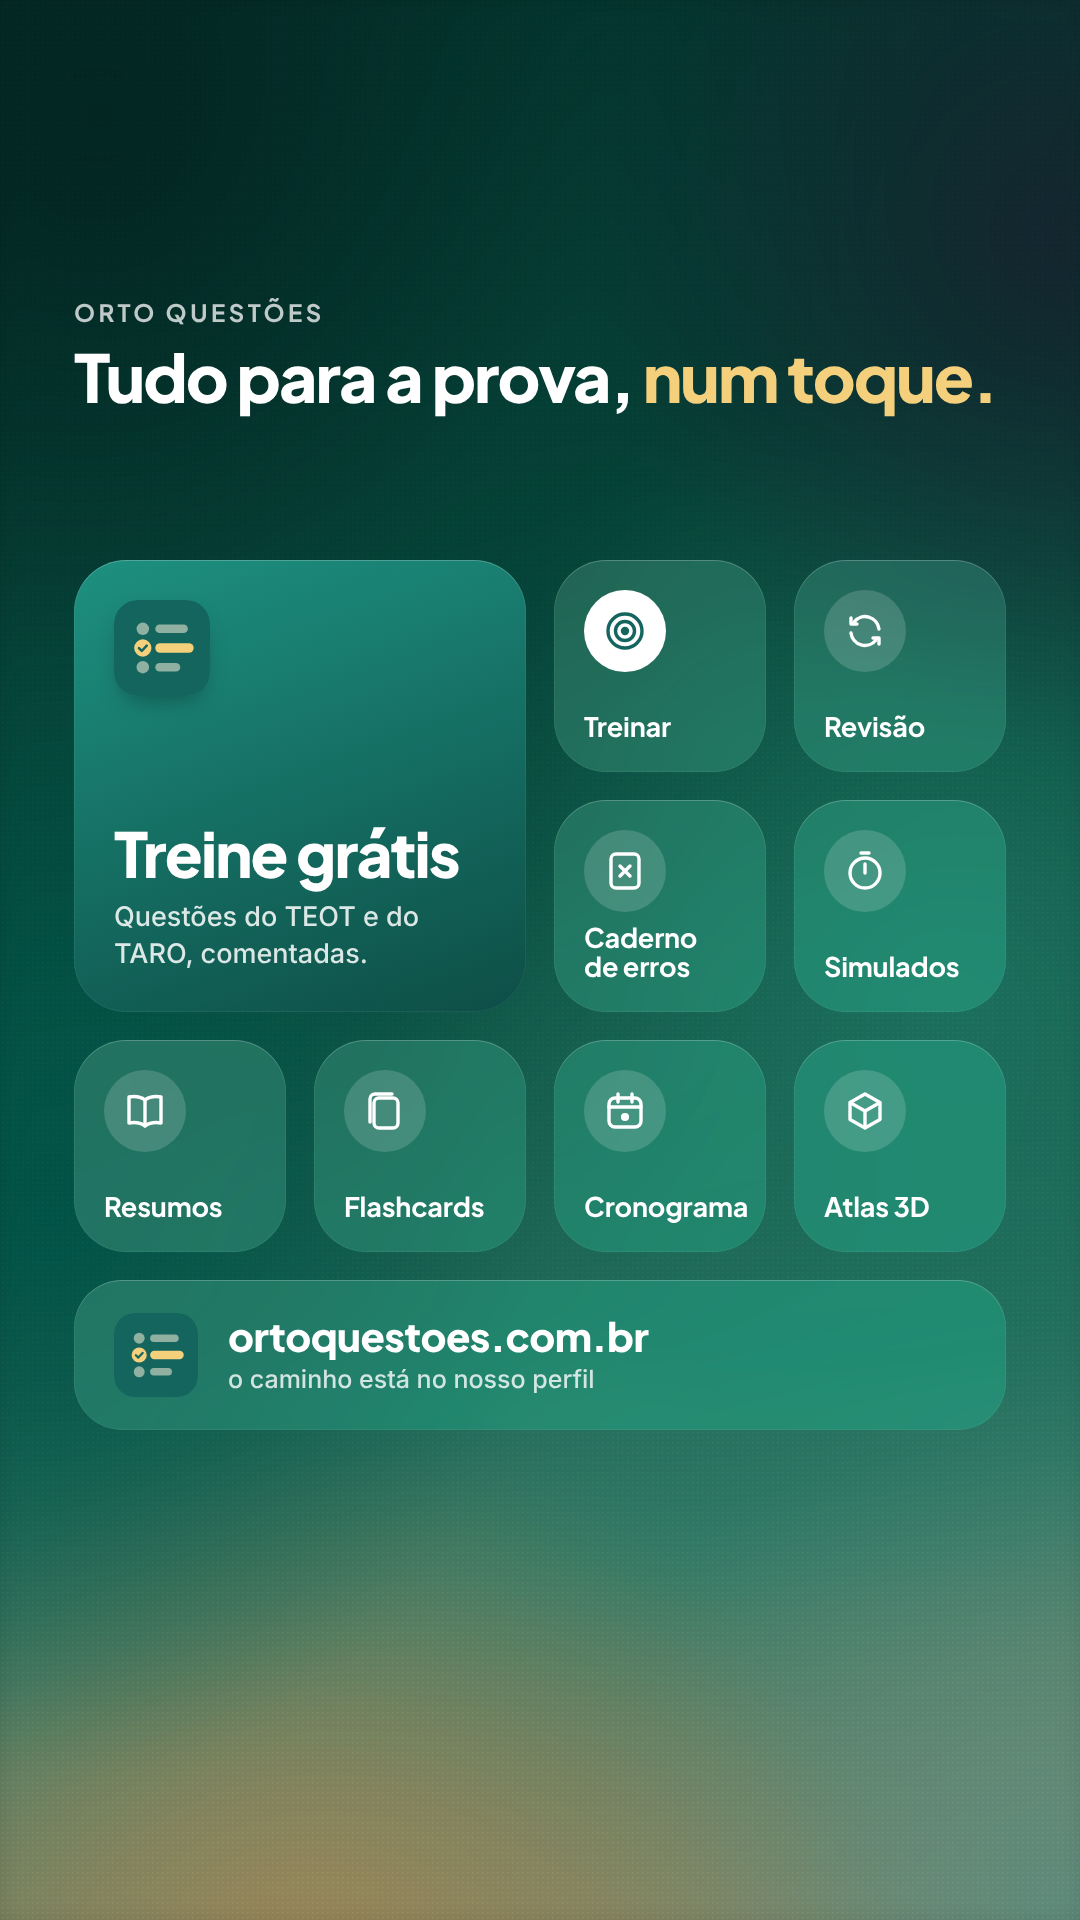 ORTO QUESTÕES
Tudo para a prova, num toque.
Treine grátis
Questões do TEOT e do
TARO, comentadas.
Treinar
Revisão
Caderno
de erros
Simulados
Resumos
Flashcards
Cronograma
Atlas 3D
ortoquestoes.com.br
o caminho está no nosso perfil